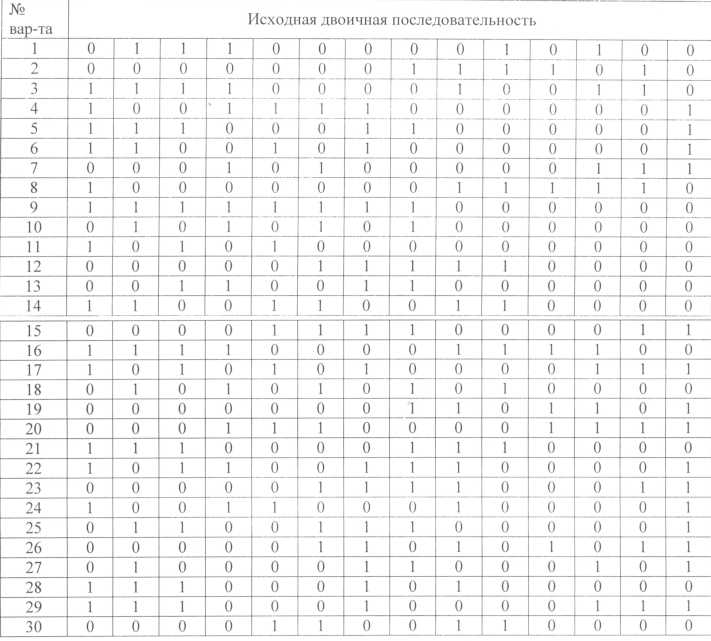 №
вар-та
Исходная двоичная последовательность
1 0 1 1 1 0 0 0 0 0 1 0 1 0 0
2 0 0 0 0 0 0 0 1 1 1 1 0 1 0
3 1 1 1 1 0 0 0 0 1 0 0 1 1 0
4 1 0 0 1 1 1 1 0 0 0 0 0 0 1
5 1 1 1 0 0 0 1 1 0 0 0 0 0 1
6 1 1 0 0 1 0 1 0 0 0 0 0 0 1
7 0 0 0 1 0 1 0 0 0 0 0 1 1 1
8 1 0 0 0 0 0 0 0 1 1 1 1 1 0
9 1 1 1 1 1 1 1 1 0 0 0 0 0 0
10 0 1 0 1 0 1 0 1 0 0 0 0 0 0
11 1 0 1 0 1 0 0 0 0 0 0 0 0 0
12 0 0 0 0 0 1 1 1 1 1 0 0 0 0
13 0 0 1 1 0 0 1 1 0 0 0 0 0 0
14 1 1 0 0 1 1 0 0 1 1 0 0 0 0
15 0 0 0 0 1 1 1 1 0 0 0 0 1 1
16 1 1 1 1 0 0 0 0 1 1 1 1 0 0
17 1 0 1 0 1 0 1 0 0 0 0 1 1 1
18 0 1 0 1 0 1 0 1 0 1 0 0 0 0
19 0 0 0 0 0 0 0 1 1 0 1 1 0 1
20 0 0 0 1 1 1 0 0 0 0 1 1 1 1
21 1 1 1 0 0 0 0 1 1 1 0 0 0 0
22 1 0 1 1 0 0 1 1 1 0 0 0 0 1
23 0 0 0 0 0 1 1 1 1 0 0 0 1 1
24 1 0 0 1 1 0 0 0 1 0 0 0 0 1
25 0 1 1 0 0 1 1 1 0 0 0 0 0 1
26 0 0 0 0 0 1 1 0 1 0 1 0 1 1
27 0 1 0 0 0 0 1 1 0 0 0 1 0 1
28 1 1 1 0 0 0 1 0 1 0 0 0 0 0
29 1 1 1 0 0 0 1 0 0 0 0 1 1 1
30 0 0 0 0 1 1 0 0 1 1 0 0 0 0